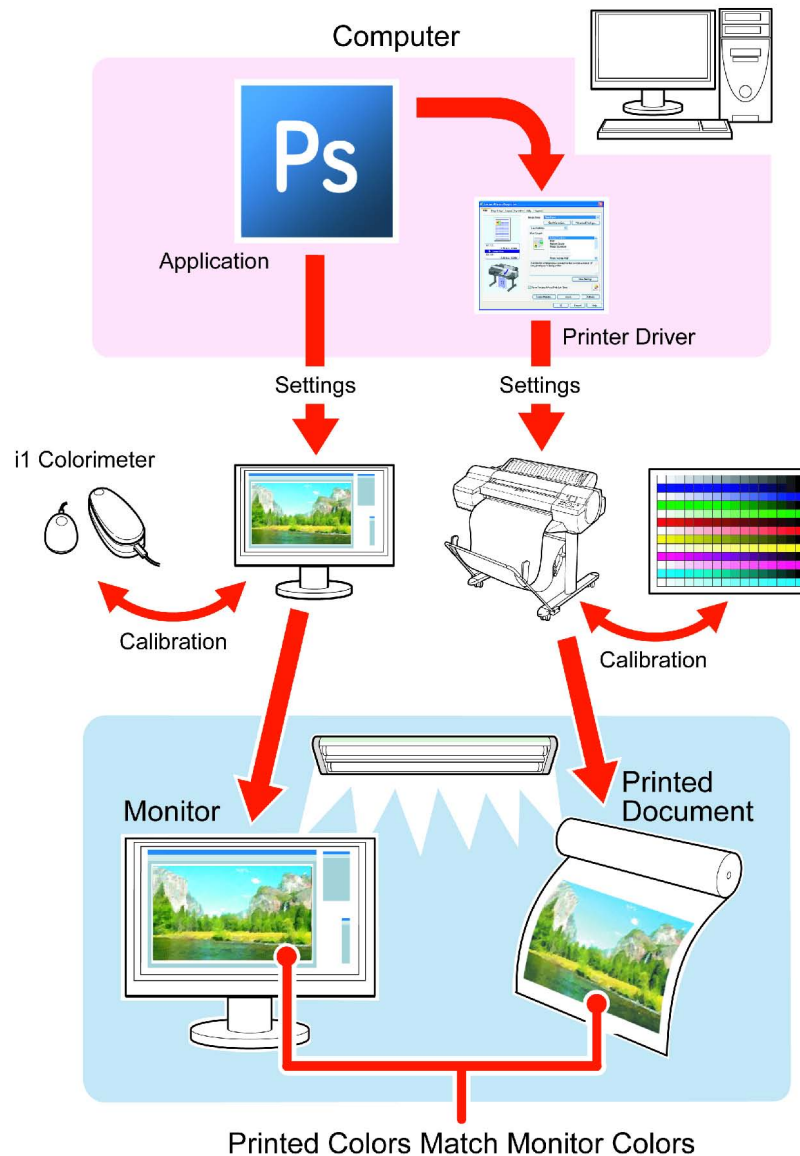 Computer
Ps
Application
Printer Driver
Settings
Settings
i1 Colorimeter
Calibration
Calibration
Monitor
Printed
Document
Printed Colors Match Monitor Colors